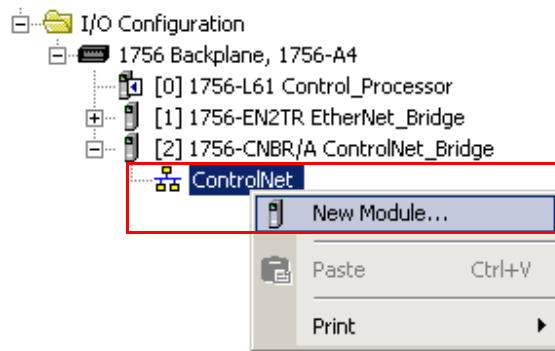 I/O Configuration
1756 Backplane, 1756-A4
[0] 1756-L61 Control_Processor
[1] 1756-EN2TR EtherNet_Bridge
[2] 1756-CNBR/A ControlNet_Bridge
ControlNet
New Module...
Paste Ctrl+V
Print